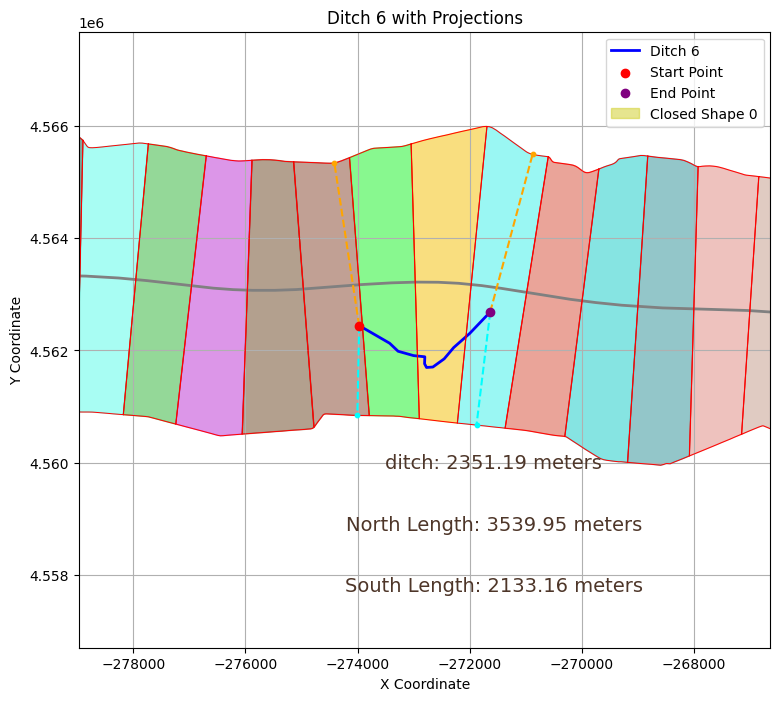 Ditch 6 with Projections
1e6
Ditch 6
Start Point
End Point
Closed Shape 0
4.566
4.564
4.562
4.560
4.558
Y Coordinate
ditch: 2351.19 meters
North Length: 3539.95 meters
South Length: 2133.16 meters
−278000
−276000
−274000
−272000
−270000
−268000
X Coordinate